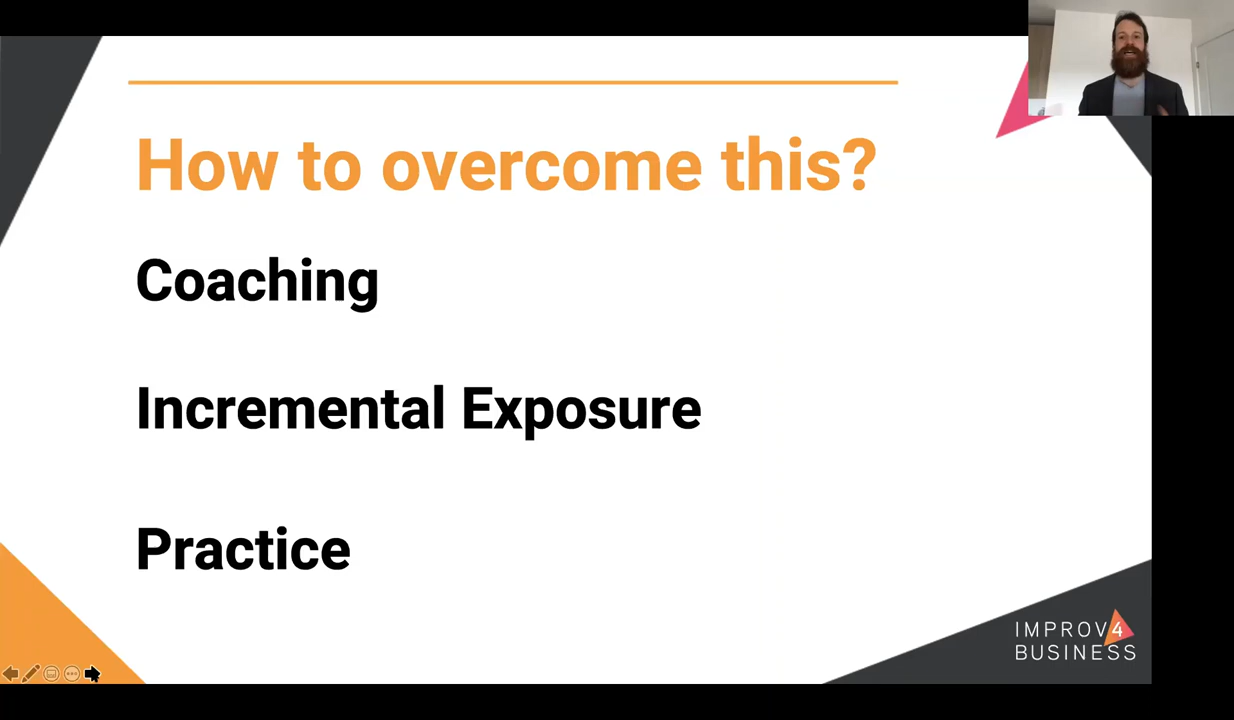 How to overcome this?
Coaching
Incremental Exposure
Practice
IMPROV4
BUSINESS